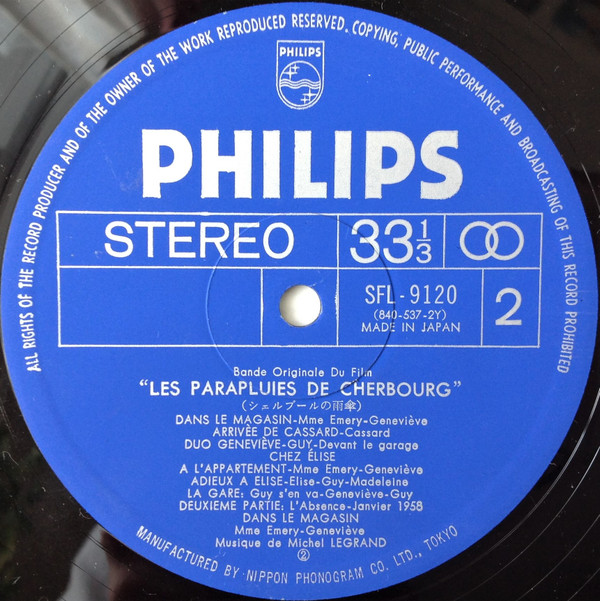 ALL RIGHTS OF THE RECORD PRODUCER AND OF THE OWNER OF THE WORK REPRODUCED RESERVED. COPYING, PUBLIC PERFORMANCE AND BROADCASTING OF THIS RECORD PROHIBITED
PHILIPS
PHILIPS
STEREO 33 1/3
SFL-9120 2
(840-537-2Y)
MADE IN JAPAN
Bande Originale Du Film
"LES PARAPLUIES DE CHERBOURG"
(シェルブールの雨傘)
DANS LE MAGASIN-Mme Emery-Geneviève
ARRIVÉE DE CASSARD-Cassard
DUO GENEVIÈVE-GUY-Devant le garage
CHEZ ÉLISE
A L'APPARTEMENT-Mme Emery-Geneviève
ADIEUX A ELISE-Elise-Guy-Madeleine
LA GARE: Guy s'en va-Geneviève-Guy
DEUXIEME PARTIE: L'Absence-Janvier 1958
DANS LE MAGASIN
Mme Emery-Geneviève
Musique de Michel LEGRAND
②
MANUFACTURED BY NIPPON PHONOGRAM CO. LTD., TOKYO